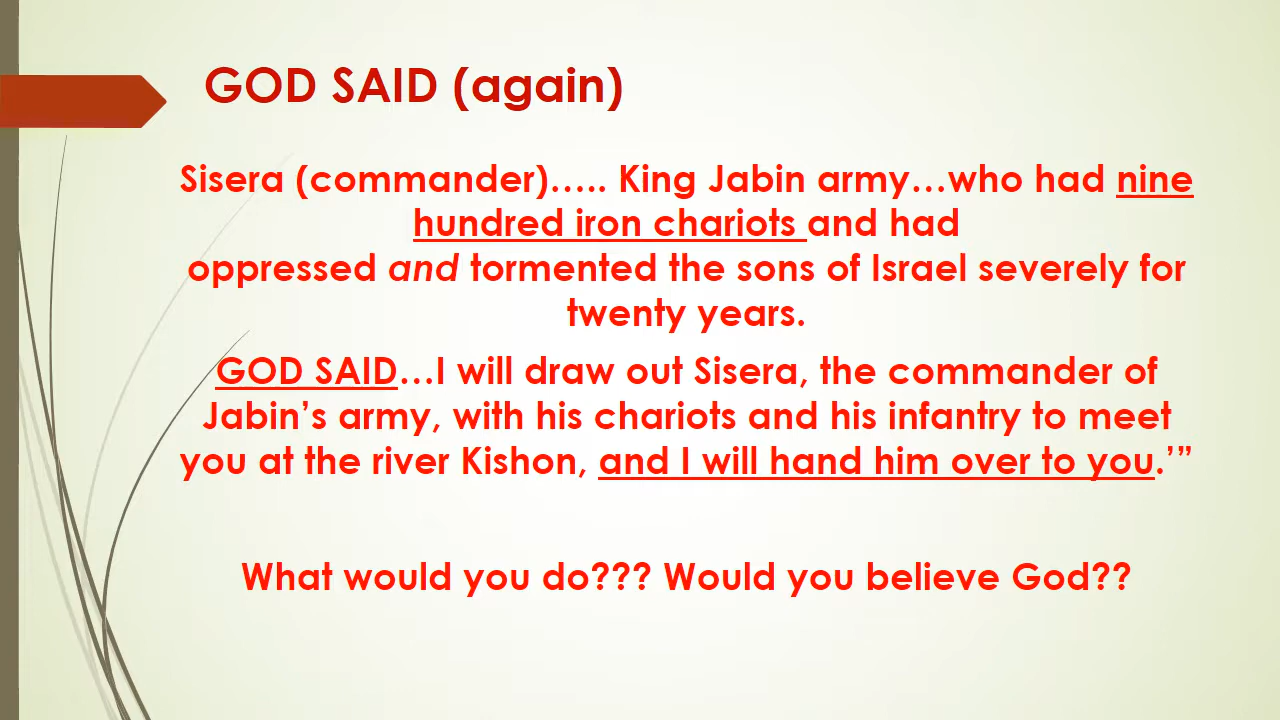 GOD SAID (again)
Sisera (commander)….. King Jabin army…who had nine
hundred iron chariots and had
oppressed and tormented the sons of Israel severely for
twenty years.
GOD SAID…I will draw out Sisera, the commander of
Jabin’s army, with his chariots and his infantry to meet
you at the river Kishon, and I will hand him over to you.’”
What would you do??? Would you believe God??